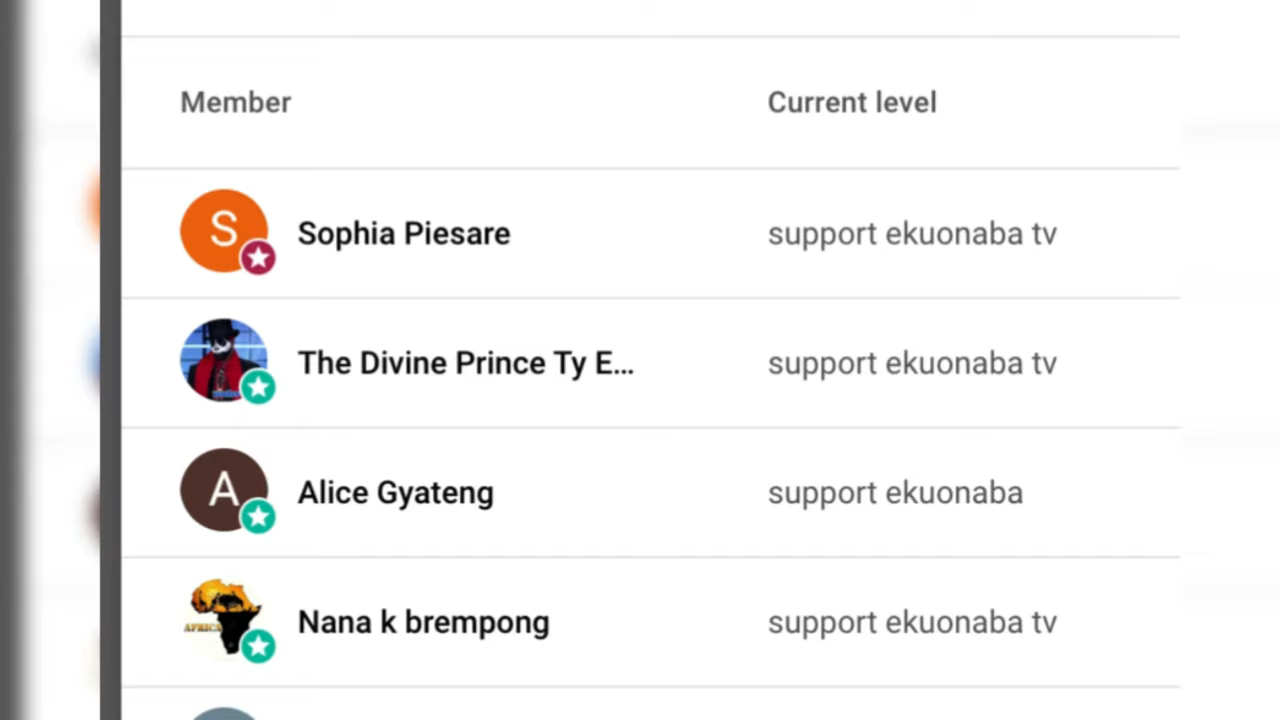 Member Current level
S Sophia Piesare support ekuonaba tv
The Divine Prince Ty E... support ekuonaba tv
A Alice Gyateng support ekuonaba
AFRICA Nana k brempong support ekuonaba tv